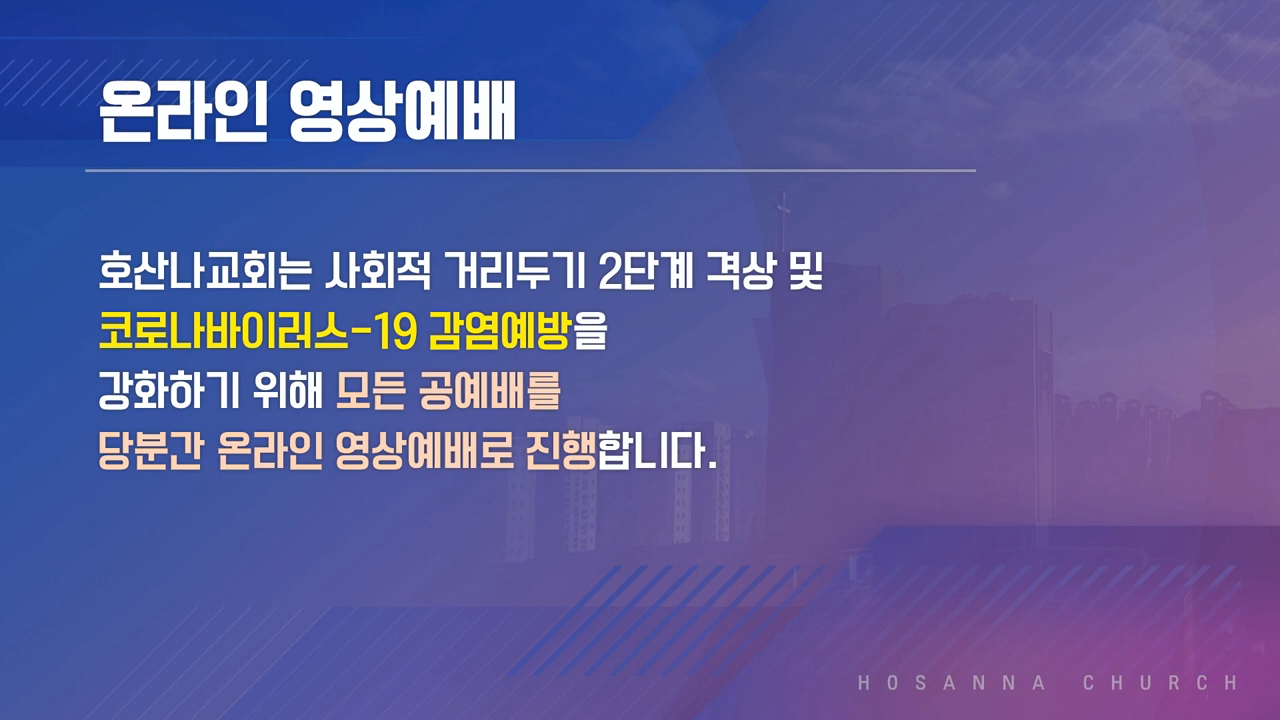 온라인 영상예배
호산나교회는 사회적 거리두기 2단계 격상 및
코로나바이러스-19 감염예방을
강화하기 위해 모든 공예배를
당분간 온라인 영상예배로 진행합니다.
HOSANNA CHURCH